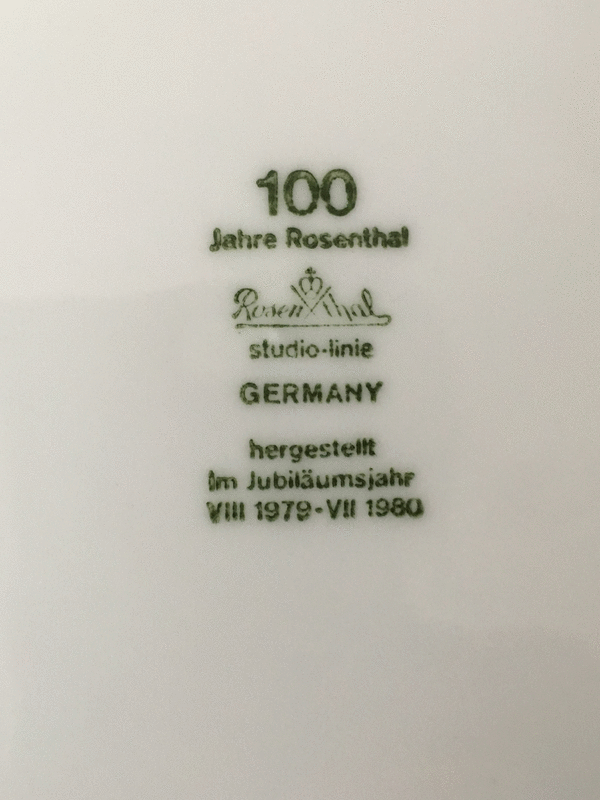 100
Jahre Rosenthal
Rosenthal
studio-linie
GERMANY
hergestellt
im Jubiläumsjahr
VIII 1979-VII 1980